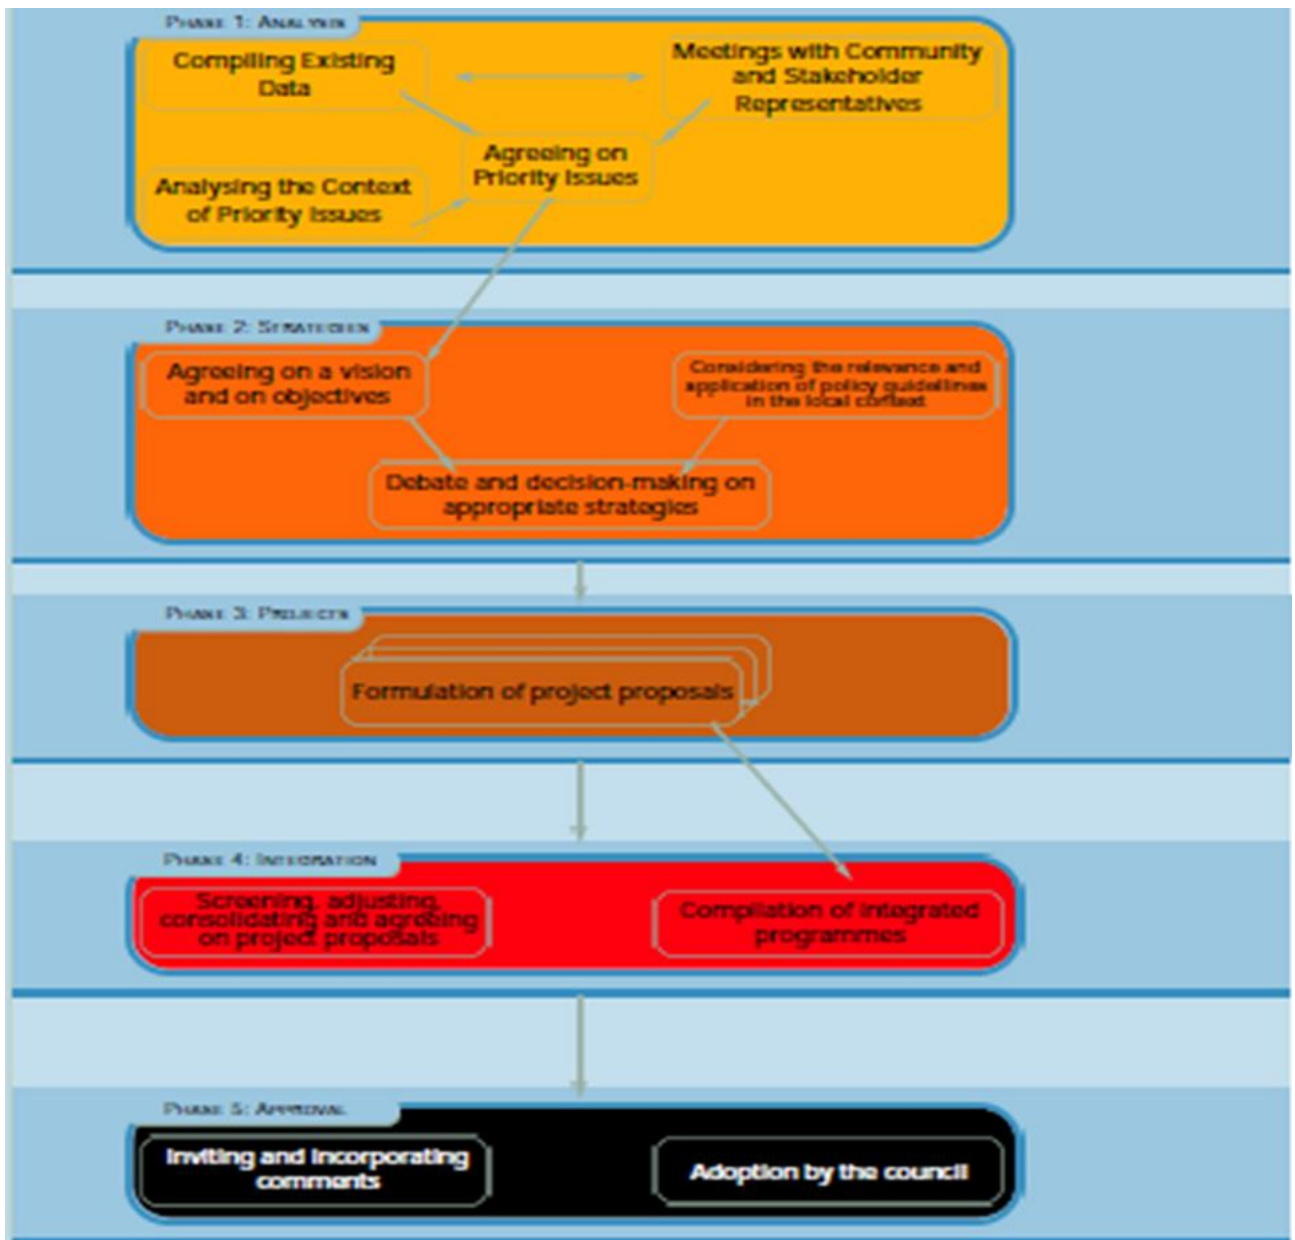 PHASE 1: ANALYSIS
Compiling Existing
Data
Meetings with Community
and Stakeholder
Representatives
Agreeing on
Priority Issues
Analysing the Context
of Priority Issues
PHASE 2: STRATEGIES
Agreeing on a vision
and on objectives
Considering the relevance and
application of policy guidelines
in the local context
Debate and decision-making on
appropriate strategies
PHASE 3: PROJECTS
Formulation of project proposals
PHASE 4: INTEGRATION
Screening, adjusting,
consolidating and agreeing
on project proposals
Compilation of integrated
programmes
PHASE 5: APPROVAL
Inviting and incorporating
comments
Adoption by the council